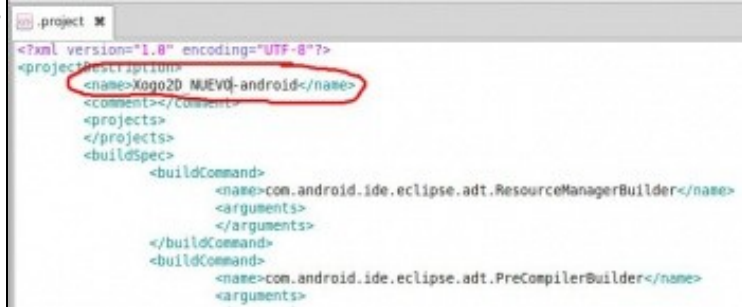 .project ✖
<?xml version="1.0" encoding="UTF-8"?>
<projectDescription>
<name>Xogo2D NUEVO-android</name>
<comment></comment>
<projects>
</projects>
<buildSpec>
<buildCommand>
<name>com.android.ide.eclipse.adt.ResourceManagerBuilder</name>
<arguments>
</arguments>
</buildCommand>
<buildCommand>
<name>com.android.ide.eclipse.adt.PreCompilerBuilder</name>
<arguments>